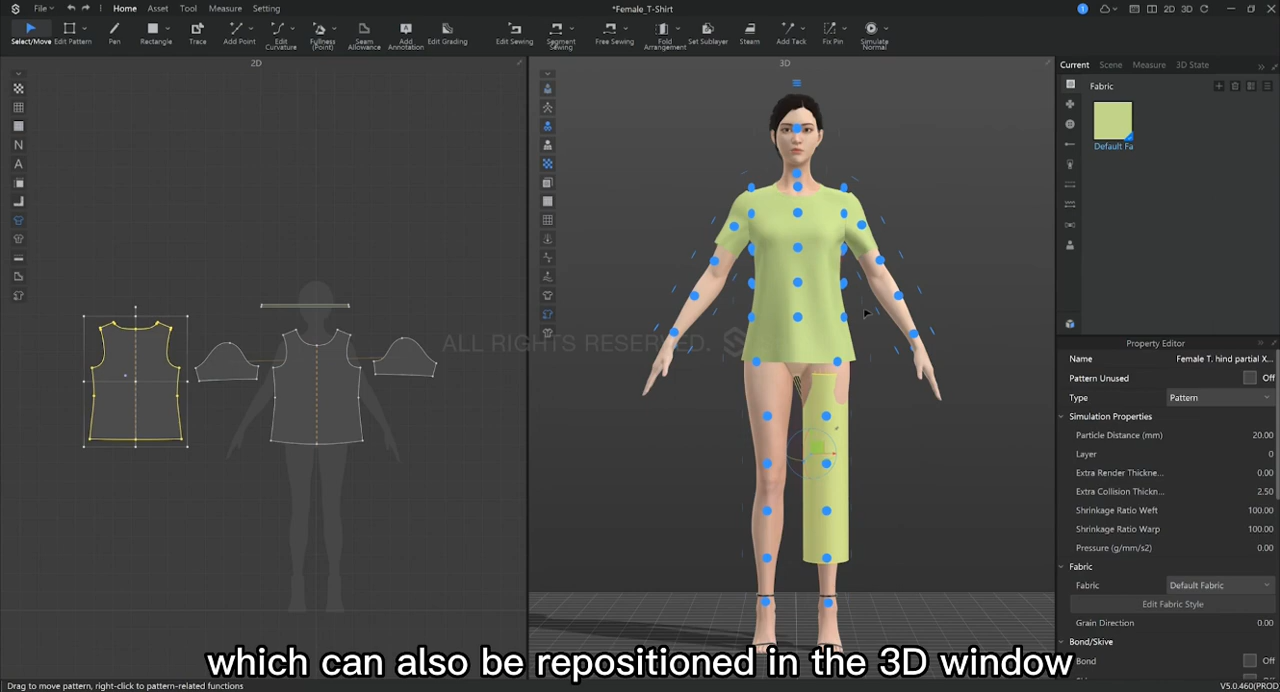 File
Home
Asset
Tool
Measure
Setting
*Female_T-Shirt
1
2D
3D
Select/Move
Edit Pattern
Pen
Rectangle
Trace
Add Point
Edit Curvature
Fullness (Point)
Seam Allowance
Add Annotation
Edit Grading
Edit Sewing
Segment Sewing
Free Sewing
Fold Arrangement
Set Sublayer
Steam
Add Tack
Fix Pin
Simulate Normal
2D
3D
N
A
ALL RIGHTS RESERVED.
Current
Scene
Measure
3D State
Fabric
Default Fa
Property Editor
Name Female T. hind partial X...
Pattern Unused Off
Type Pattern
Simulation Properties
Particle Distance (mm) 20.00
Layer 0
Extra Render Thickne... 0.00
Extra Collision Thickn... 2.50
Shrinkage Ratio Weft 100.00
Shrinkage Ratio Warp 100.00
Pressure (g/mm/s2) 0.00
Fabric
Fabric Default Fabric
Edit Fabric Style
Grain Direction 0.00
Bond/Skive
Bond Off
which can also be repositioned in the 3D window
Drag to move pattern, right-click to pattern-related functions
V5.0.460(PROD